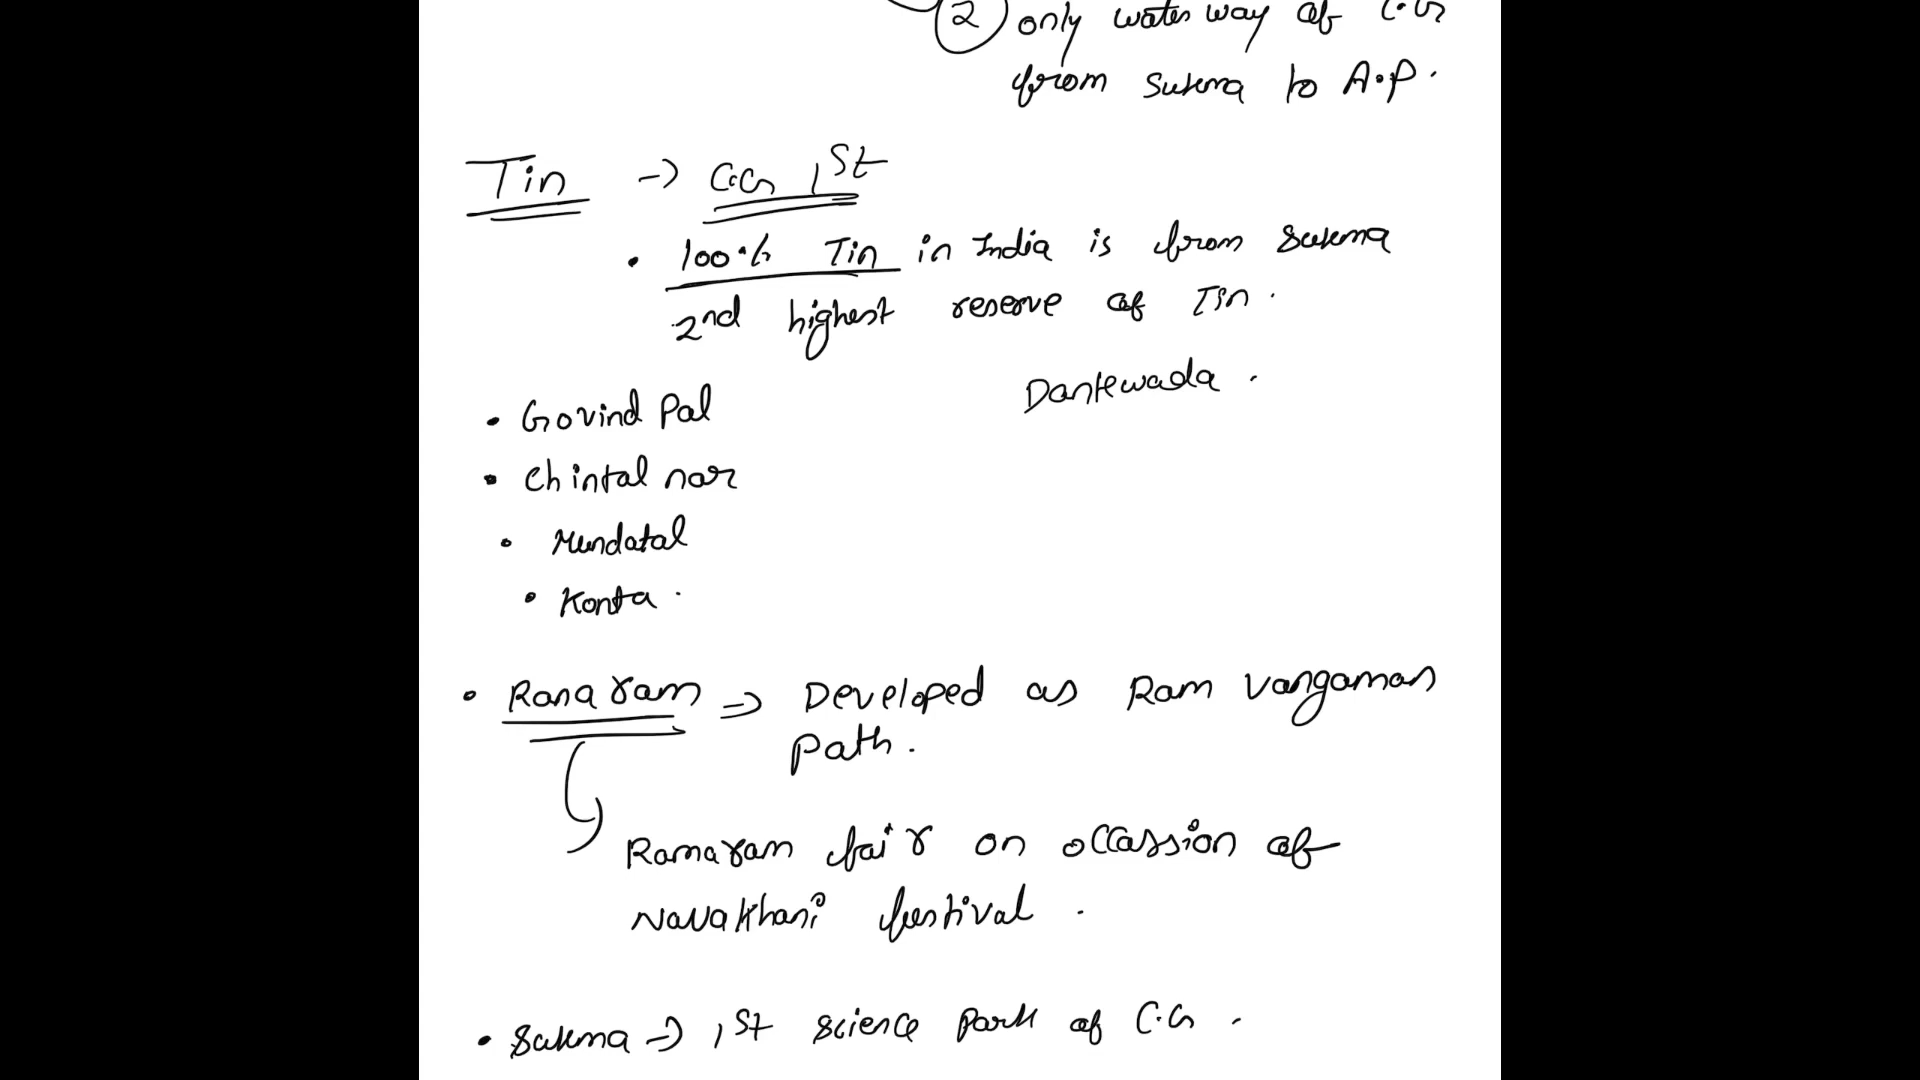 ② only water way of C.G
from Sukma to A.P.
Tin → C.G 1st
• 100% Tin in India is from Sukma
2nd highest reserve of Tin.
Dantewada.
• Govind Pal
• Chintal nar
• Mundatal
• Konta.
• Ranaram ⇒ Developed as Ram vangaman
path.
Ramaram fair on occassion of
Navakhani festival.
• Sukma → 1st science park of C.G.